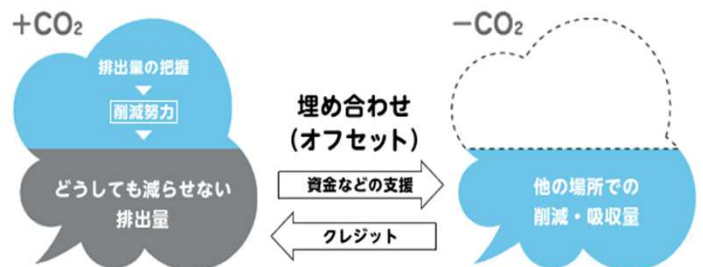 +CO₂
排出量の把握
削減努力
どうしても減らせない
排出量
埋め合わせ
(オフセット)
資金などの支援
クレジット
−CO₂
他の場所での
削減・吸収量